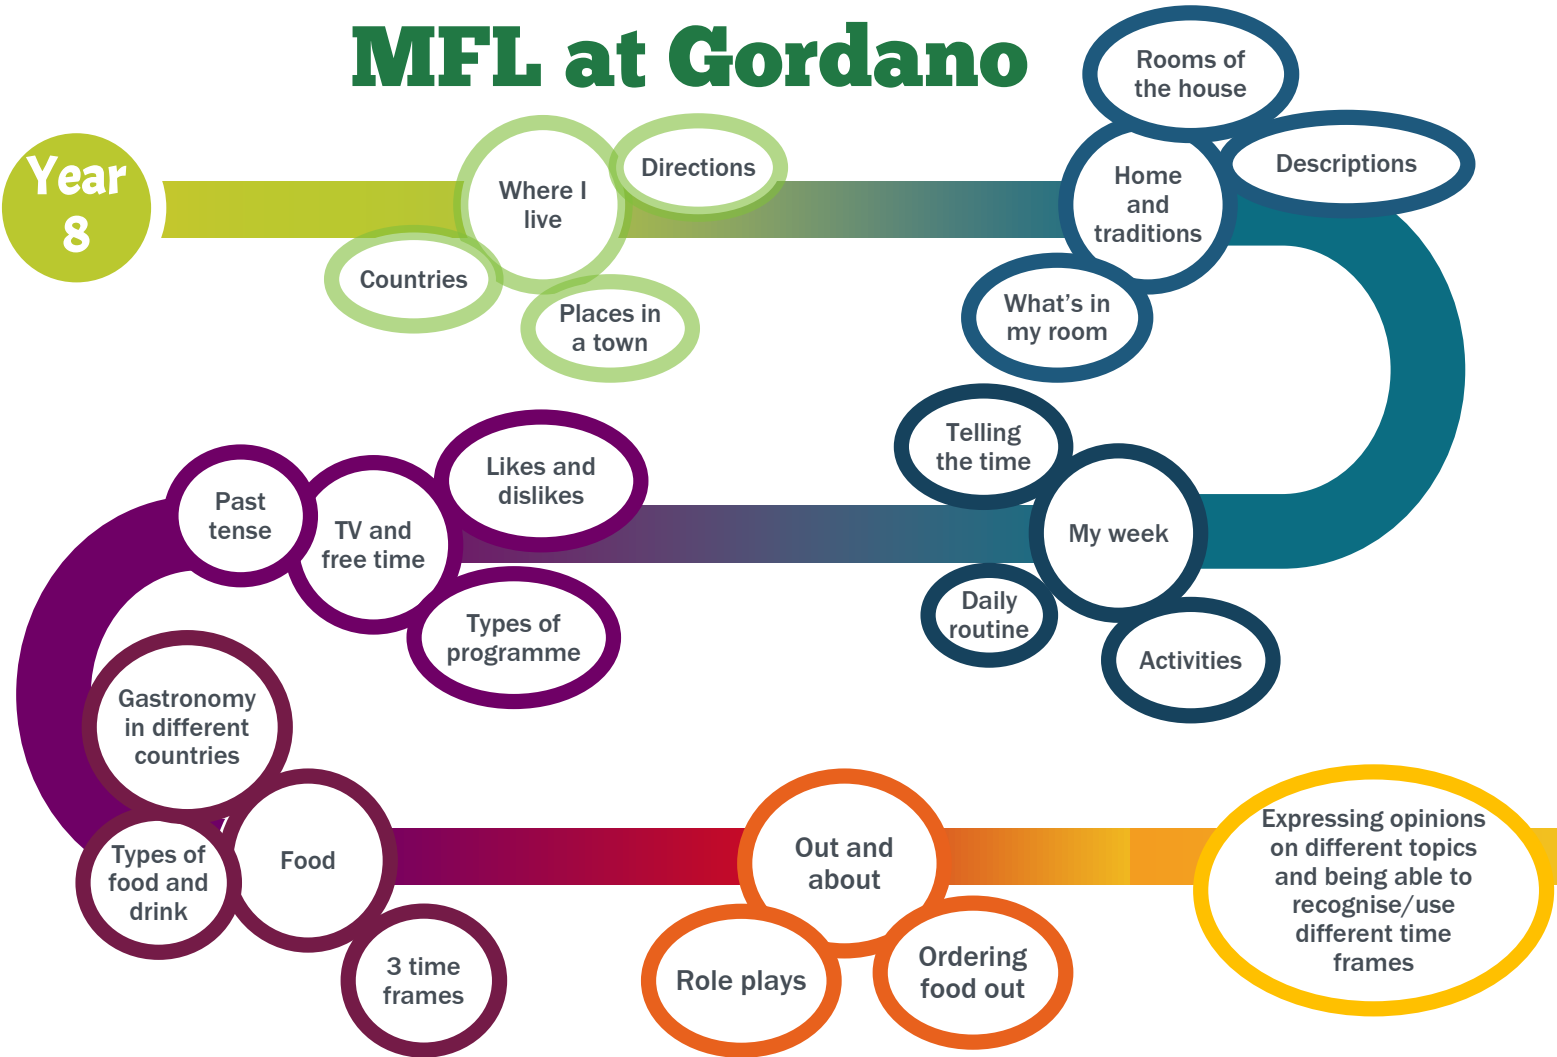 MFL at Gordano
Year
8
Where I
live
Directions
Countries
Places in
a town
Rooms of
the house
Descriptions
Home
and
traditions
What's in
my room
Telling
the time
My week
Daily
routine
Activities
Likes and
dislikes
TV and
free time
Past
tense
Types of
programme
Gastronomy
in different
countries
Types of
food and
drink
Food
3 time
frames
Out and
about
Role plays
Ordering
food out
Expressing opinions
on different topics
and being able to
recognise/use
different time
frames